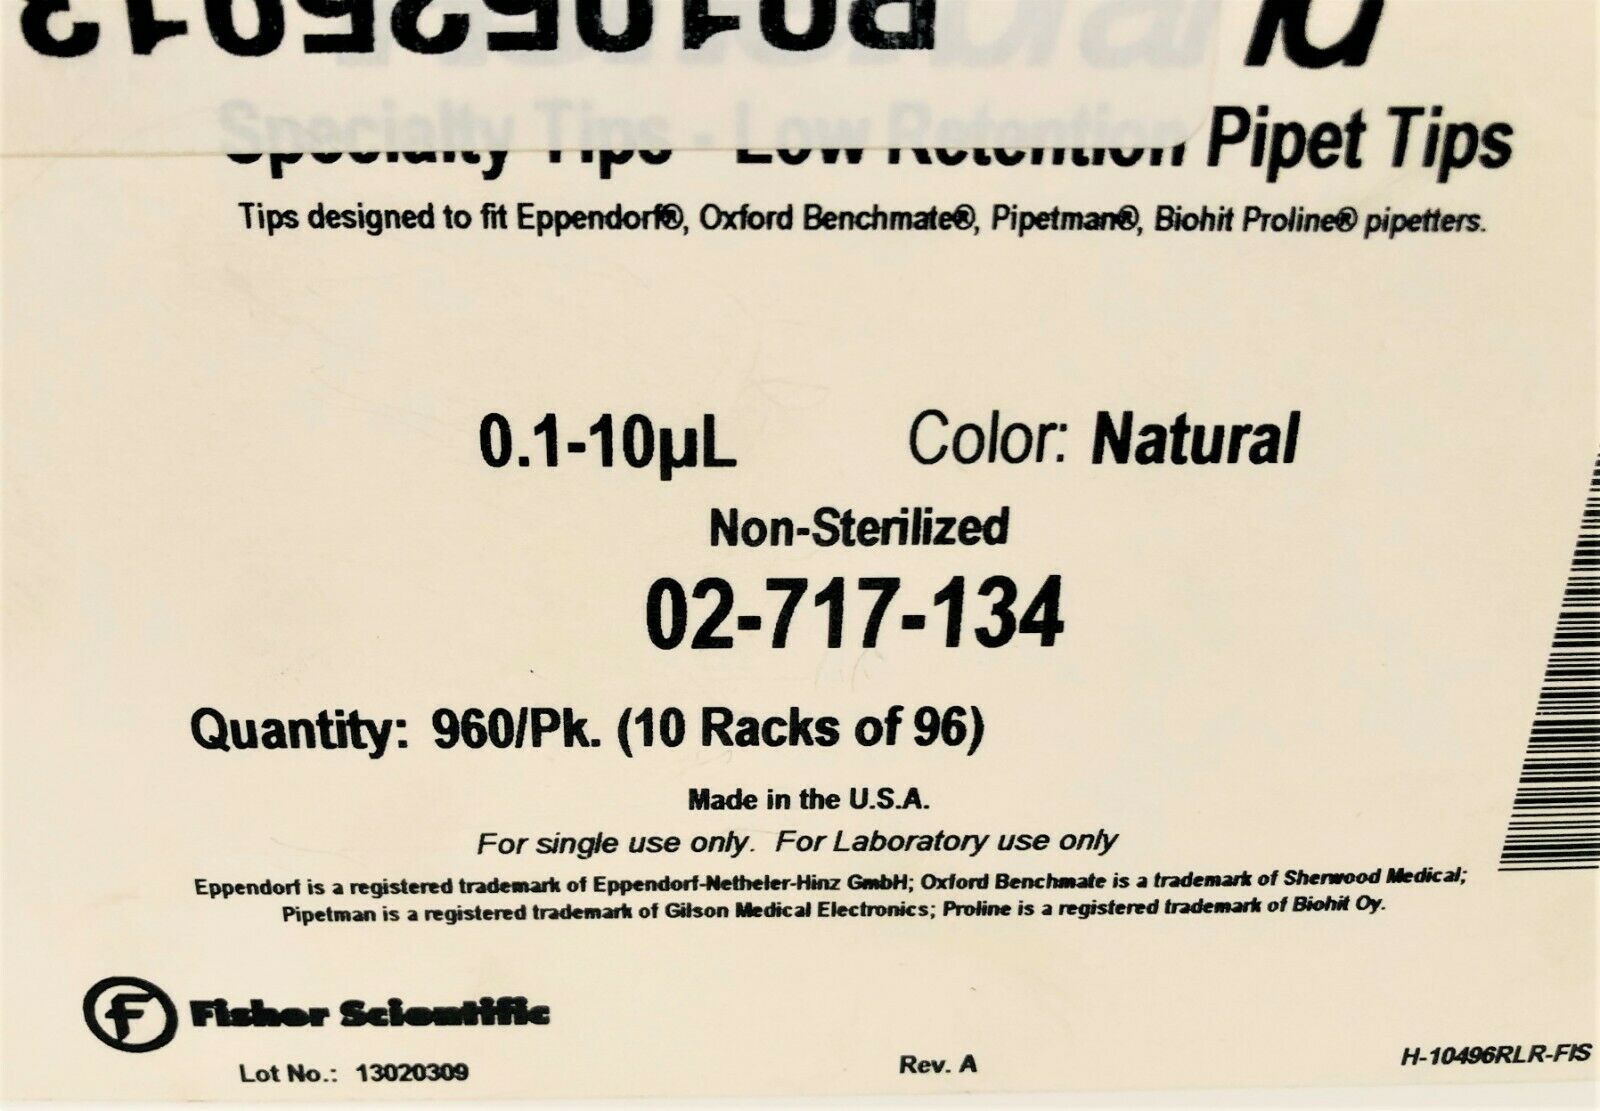 Specialty Tips - Low Retention Pipet Tips
Tips designed to fit Eppendorf®, Oxford Benchmate®, Pipetman®, Biohit Proline® pipetters.
0.1-10µL Color: Natural
Non-Sterilized
02-717-134
Quantity: 960/Pk. (10 Racks of 96)
Made in the U.S.A.
For single use only. For Laboratory use only
Eppendorf is a registered trademark of Eppendorf-Netheler-Hinz GmbH; Oxford Benchmate is a trademark of Sherwood Medical;
Pipetman is a registered trademark of Gilson Medical Electronics; Proline is a registered trademark of Biohit Oy.
F Fisher Scientific
Lot No.: 13020309
Rev. A
H-10496RLR-FIS